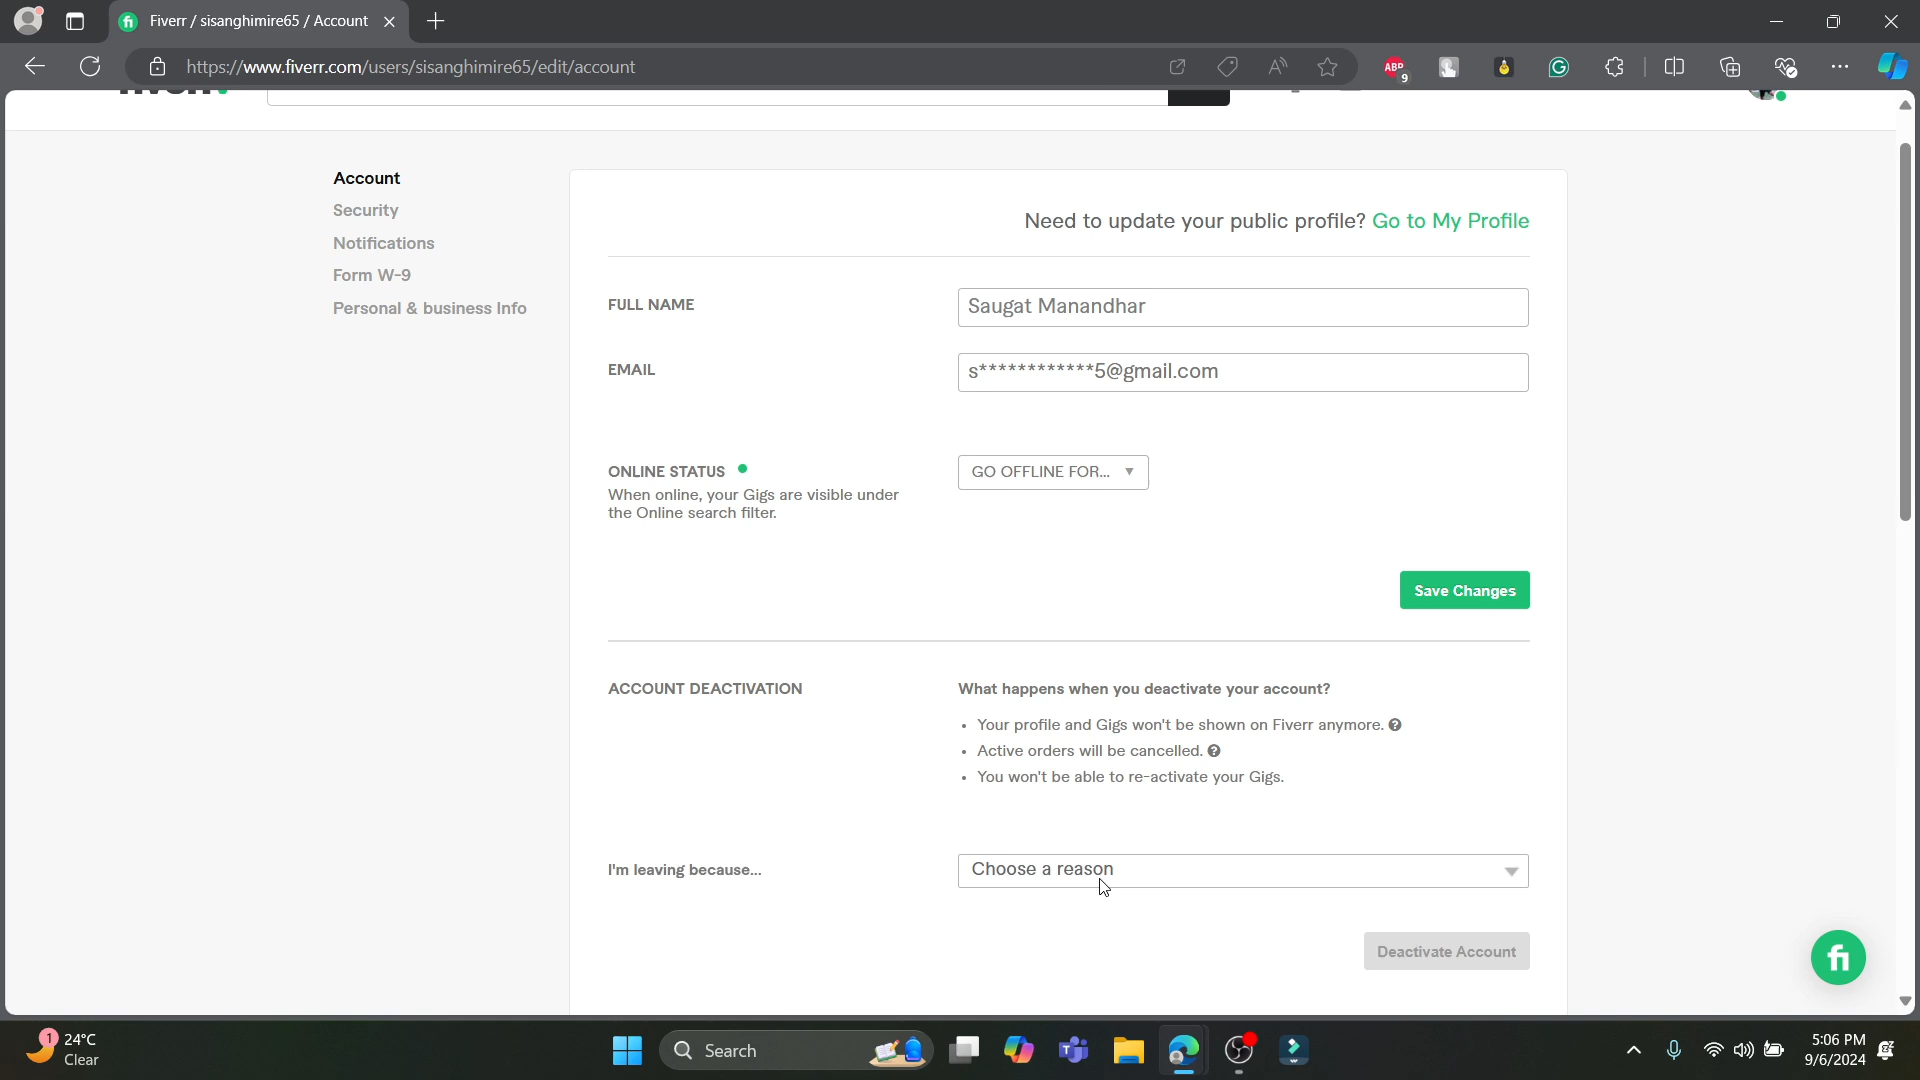 Fiverr / sisanghimire65 / Account
https://www.fiverr.com/users/sisanghimire65/edit/account
ABP
9
Account
Security
Notifications
Form W-9
Personal & business Info
Need to update your public profile? Go to My Profile
FULL NAME
Saugat Manandhar
EMAIL
s************5@gmail.com
ONLINE STATUS
GO OFFLINE FOR...
When online, your Gigs are visible under
the Online search filter.
Save Changes
ACCOUNT DEACTIVATION
What happens when you deactivate your account?
• Your profile and Gigs won't be shown on Fiverr anymore.
• Active orders will be cancelled.
• You won't be able to re-activate your Gigs.
I'm leaving because...
Choose a reason
Deactivate Account
fi
1
24°C
Clear
Search
5:06 PM
9/6/2024